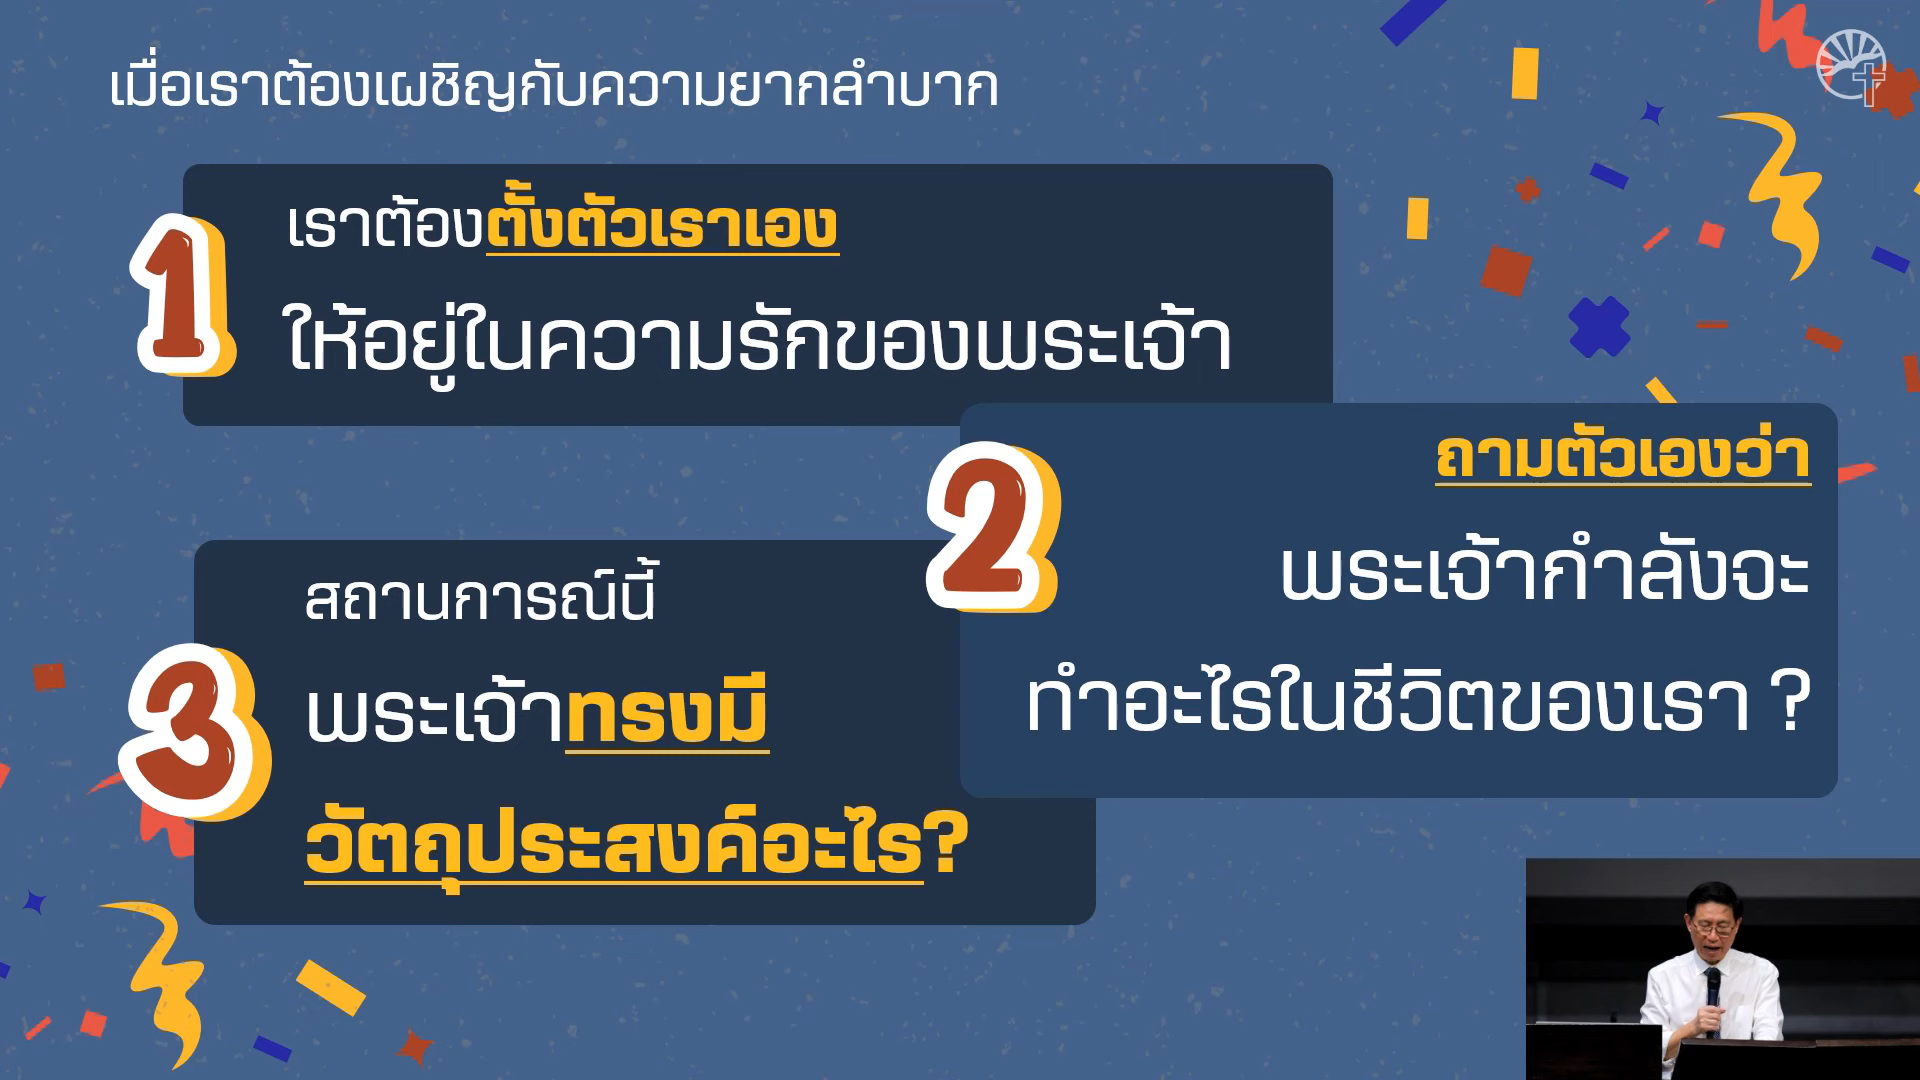 เมื่อเราต้องเผชิญกับความยากลำบาก
1
เราต้องตั้งตัวเราเอง
ให้อยู่ในความรักของพระเจ้า
2
ถามตัวเองว่า
พระเจ้ากำลังจะ
ทำอะไรในชีวิตของเรา ?
3
สถานการณ์นี้
พระเจ้าทรงมี
วัตถุประสงค์อะไร?